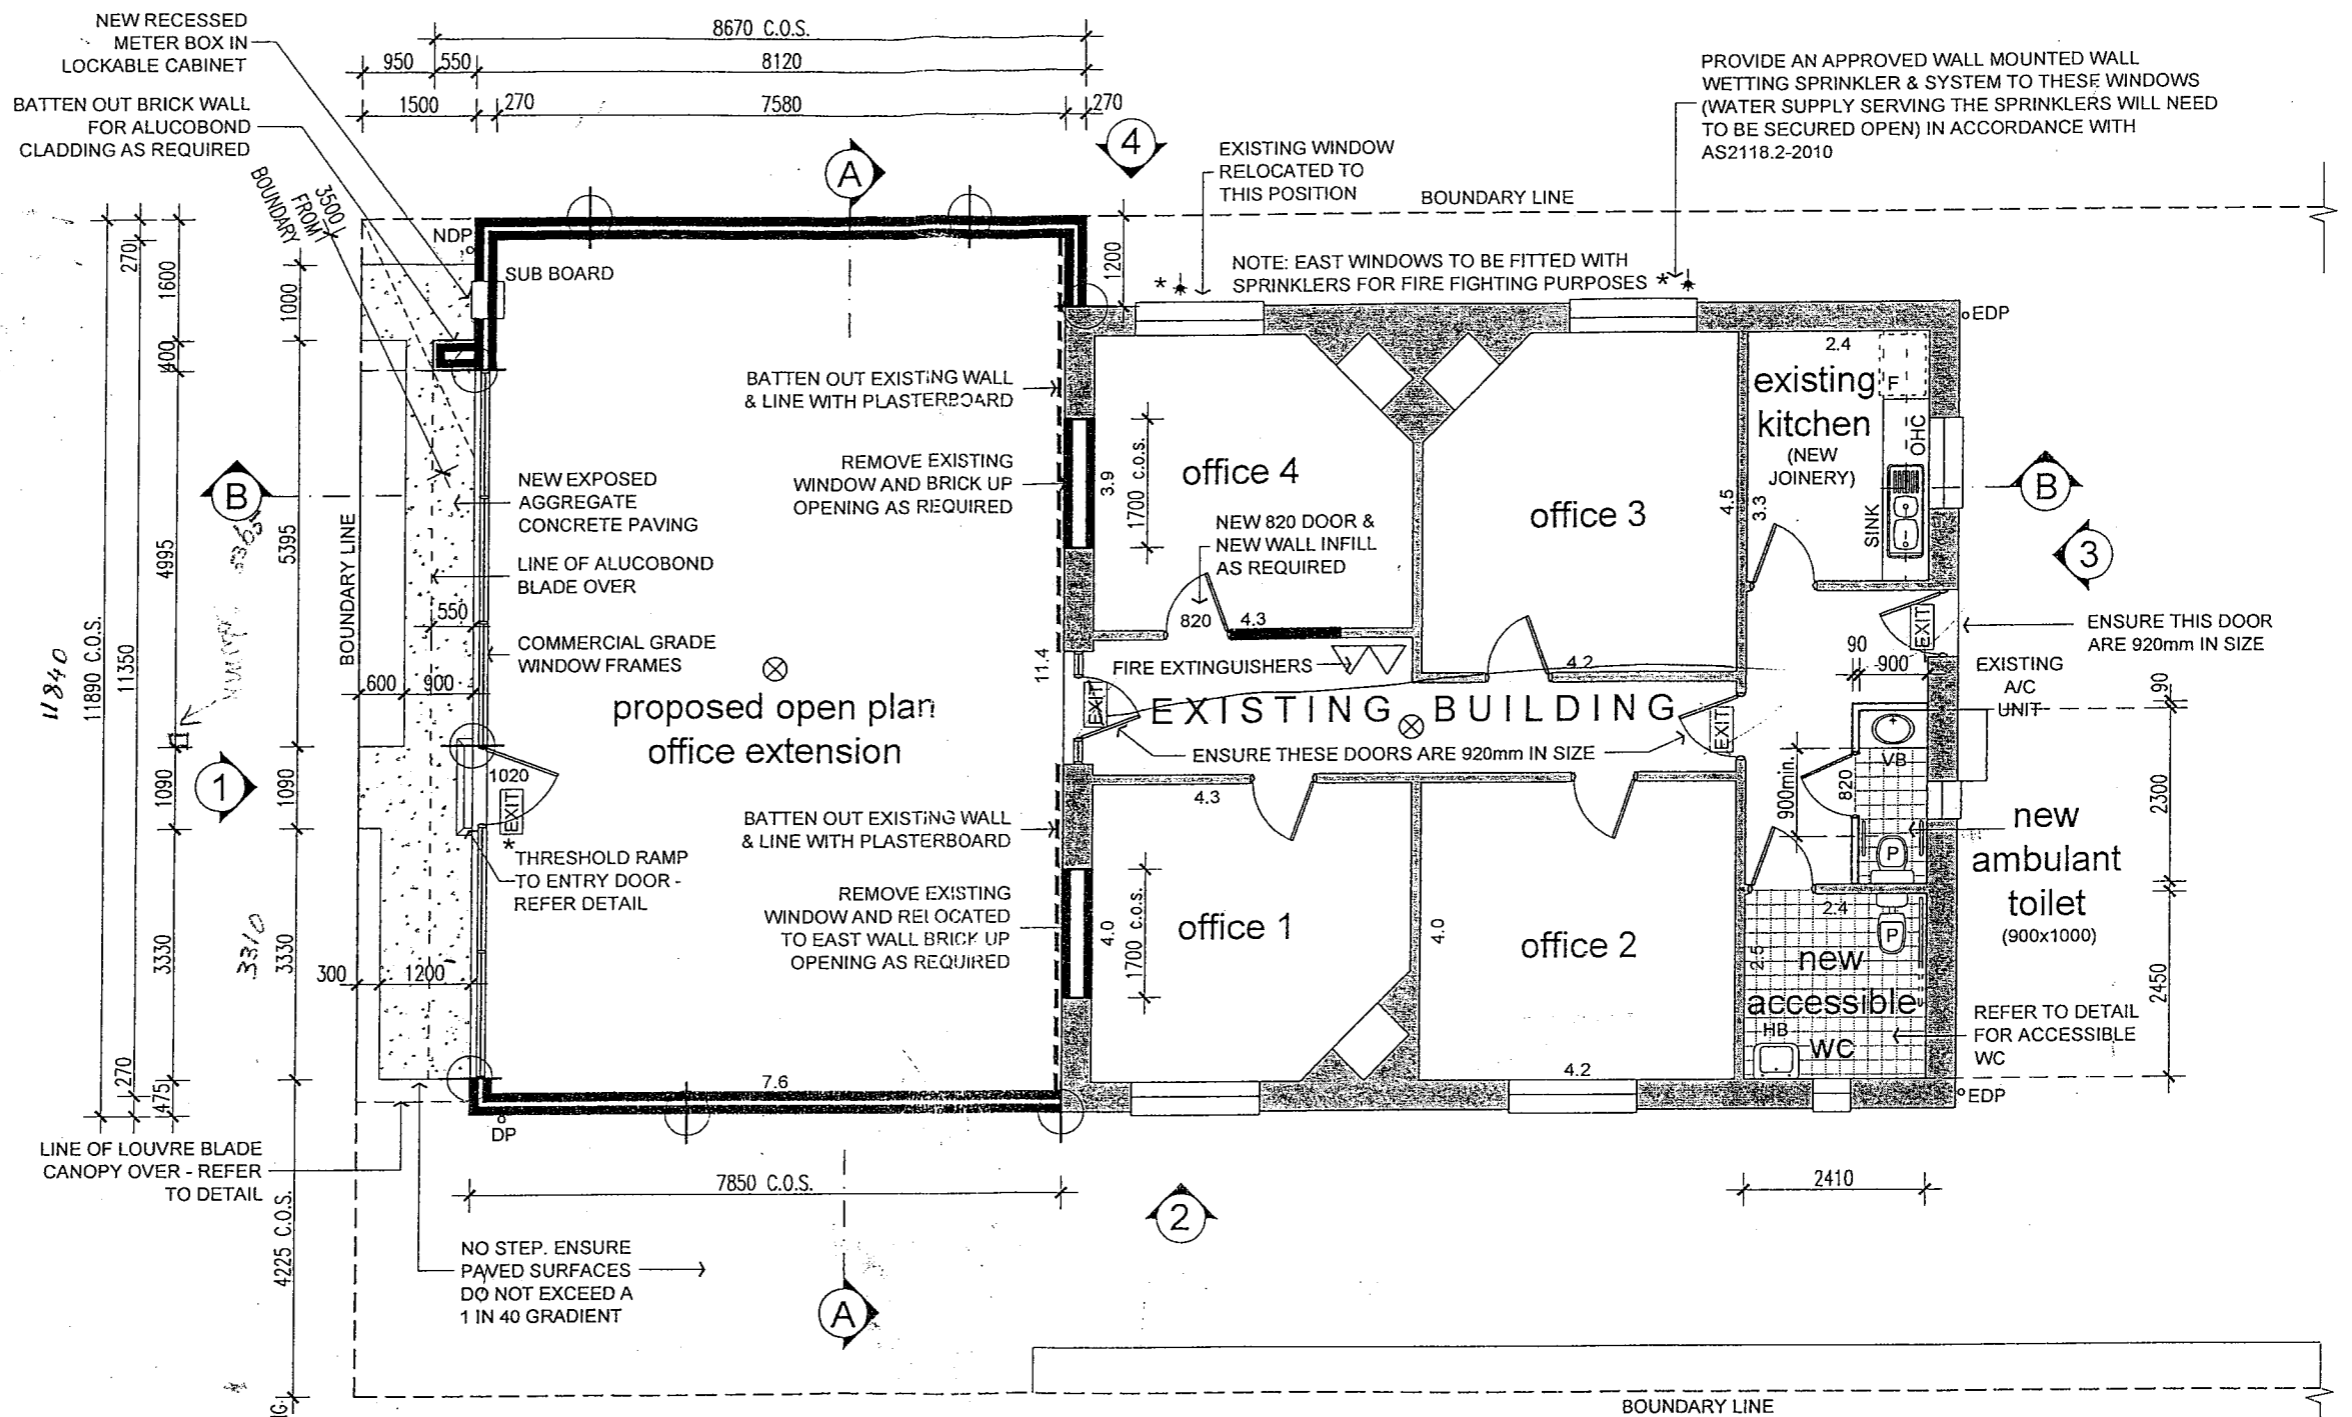 NEW RECESSED
METER BOX IN
LOCKABLE CABINET
BATTEN OUT BRICK WALL
FOR ALUCOBOND
CLADDING AS REQUIRED
8670 C.O.S.
950
550
8120
1500
270
7580
270
PROVIDE AN APPROVED WALL MOUNTED WALL
WETTING SPRINKLER & SYSTEM TO THESE WINDOWS
(WATER SUPPLY SERVING THE SPRINKLERS WILL NEED
TO BE SECURED OPEN) IN ACCORDANCE WITH
AS2118.2-2010
A
4
EXISTING WINDOW
RELOCATED TO
THIS POSITION
BOUNDARY LINE
3500
FROM
BOUNDARY
NDP
SUB BOARD
1200
NOTE: EAST WINDOWS TO BE FITTED WITH
SPRINKLERS FOR FIRE FIGHTING PURPOSES *
*
EDP
270
1600
1000
400
BATTEN OUT EXISTING WALL
& LINE WITH PLASTERBOARD
2.4
existing
kitchen
(NEW
JOINERY)
F
OHC
SINK
REMOVE EXISTING
WINDOW AND BRICK UP
OPENING AS REQUIRED
3.9
1700 c.o.s.
office 4
office 3
4.5
3.3
B
B
3
NEW EXPOSED
AGGREGATE
CONCRETE PAVING
NEW 820 DOOR &
NEW WALL INFILL
AS REQUIRED
820
4.3
4995
5395
BOUNDARY LINE
LINE OF ALUCOBOND
BLADE OVER
550
COMMERCIAL GRADE
WINDOW FRAMES
600
900
11840
11890 C.O.S.
11350
11.4
FIRE EXTINGUISHERS
4.2
EXIT
ENSURE THIS DOOR
ARE 920mm IN SIZE
90
900
EXISTING
A/C
UNIT
90
proposed open plan
office extension
EXIT
EXISTING BUILDING
EXIT
ENSURE THESE DOORS ARE 920mm IN SIZE
1
1090
1090
1020
EXIT
*
THRESHOLD RAMP
TO ENTRY DOOR -
REFER DETAIL
4.3
900min.
820
VB
P
2300
new
ambulant
toilet
(900x1000)
BATTEN OUT EXISTING WALL
& LINE WITH PLASTERBOARD
REMOVE EXISTING
WINDOW AND RELOCATED
TO EAST WALL BRICK UP
OPENING AS REQUIRED
4.0
1700 c.o.s.
office 1
4.0
office 2
2.4
P
2.5
new
accessible
HB
WC
2450
REFER TO DETAIL
FOR ACCESSIBLE
WC
3330
3310
3330
300
1200
270
475
7.6
4.2
EDP
DP
LINE OF LOUVRE BLADE
CANOPY OVER - REFER
TO DETAIL
7850 C.O.S.
2410
2
4225 C.O.S.
NO STEP. ENSURE
PAVED SURFACES
DO NOT EXCEED A
1 IN 40 GRADIENT
A
BOUNDARY LINE